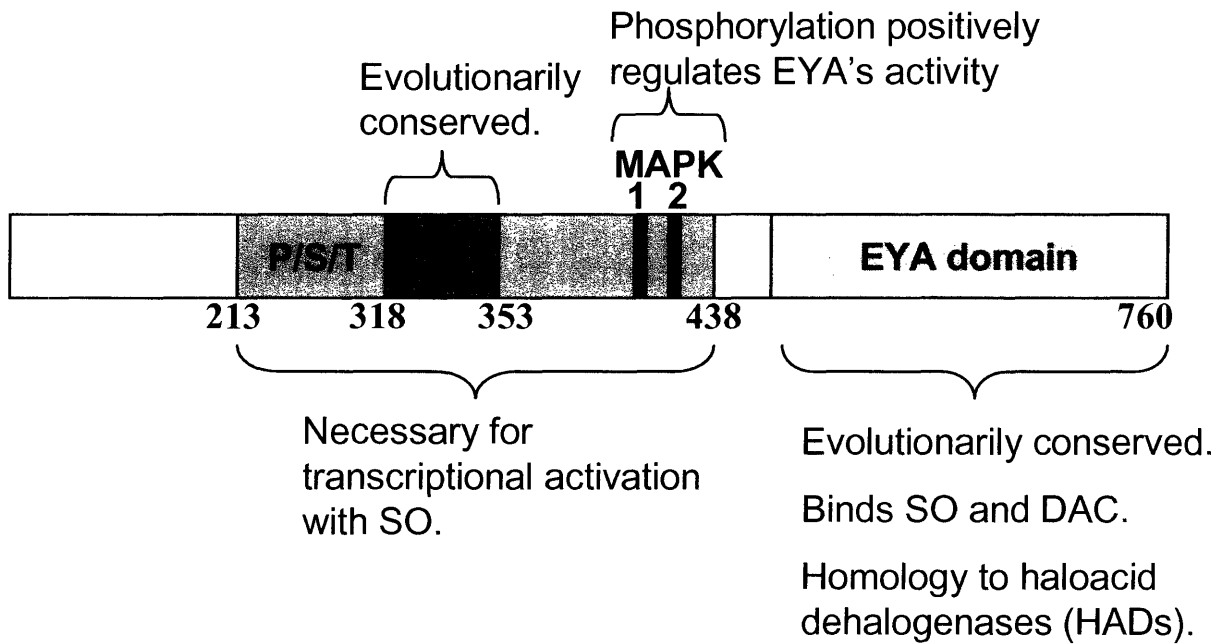 Phosphorylation positively
regulates EYA's activity
Evolutionarily
conserved.
MAPK
1 2
P/S/T
EYA domain
213 318 353 438 760
Necessary for
transcriptional activation
with SO.
Evolutionarily conserved.
Binds SO and DAC.
Homology to haloacid
dehalogenases (HADs).